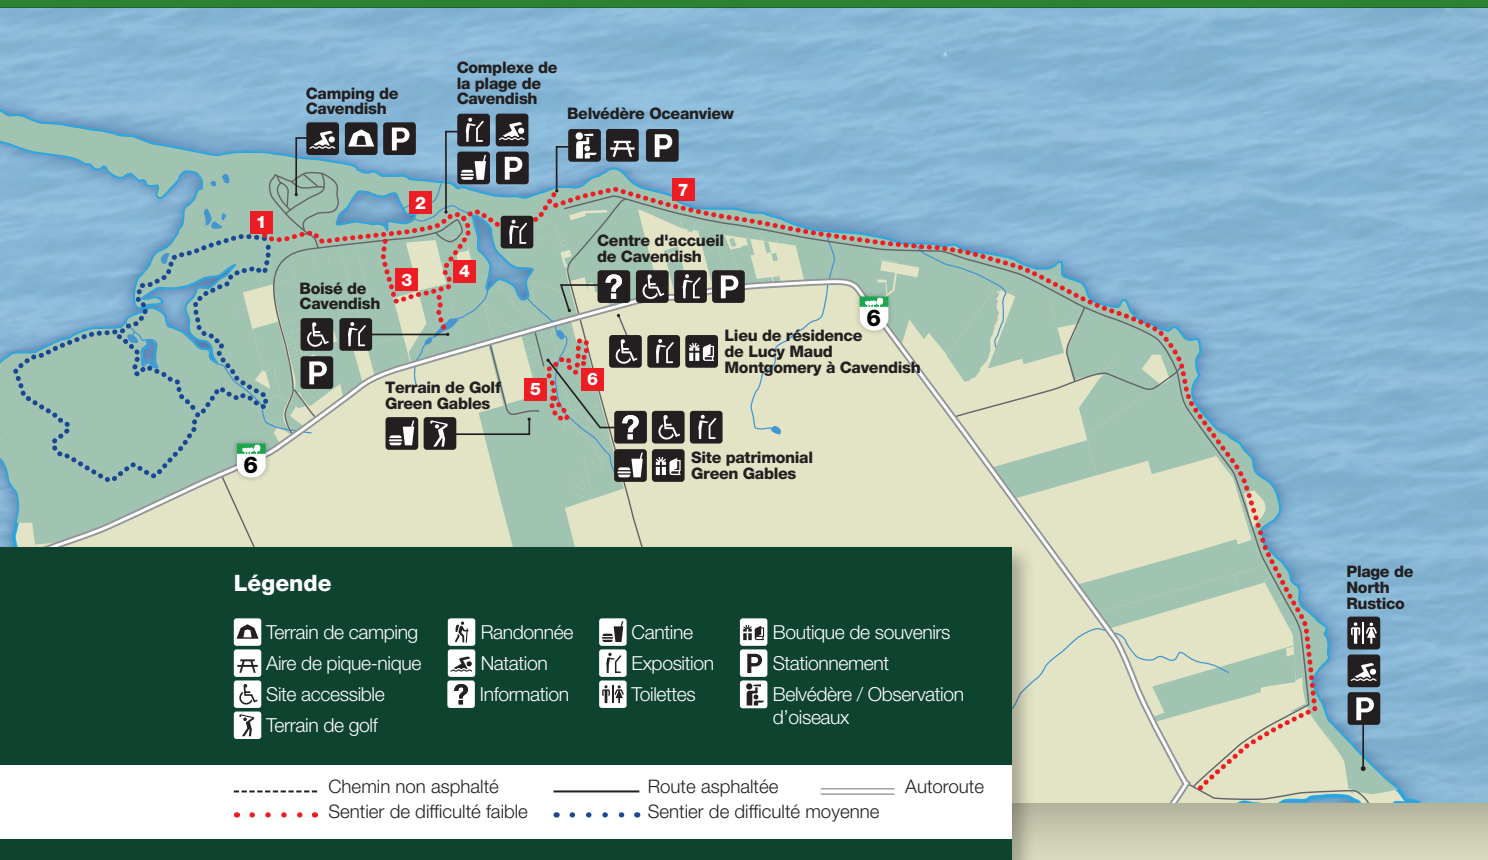 Complexe de
la plage de
Cavendish
Camping de
Cavendish
P
P
Belvédère Oceanview
P
1
2
7
3
4
Centre d'accueil
de Cavendish
?
P
Boisé de
Cavendish
P
6
Lieu de résidence
de Lucy Maud
Montgomery à Cavendish
Terrain de Golf
Green Gables
5
6
?
Site patrimonial
Green Gables
6
Plage de
North
Rustico
P
Légende
Terrain de camping
Aire de pique-nique
Site accessible
Terrain de golf
Randonnée
Natation
? Information
Cantine
Exposition
Toilettes
Boutique de souvenirs
P Stationnement
Belvédère / Observation
d'oiseaux
Chemin non asphalté
Route asphaltée
Autoroute
Sentier de difficulté faible
Sentier de difficulté moyenne